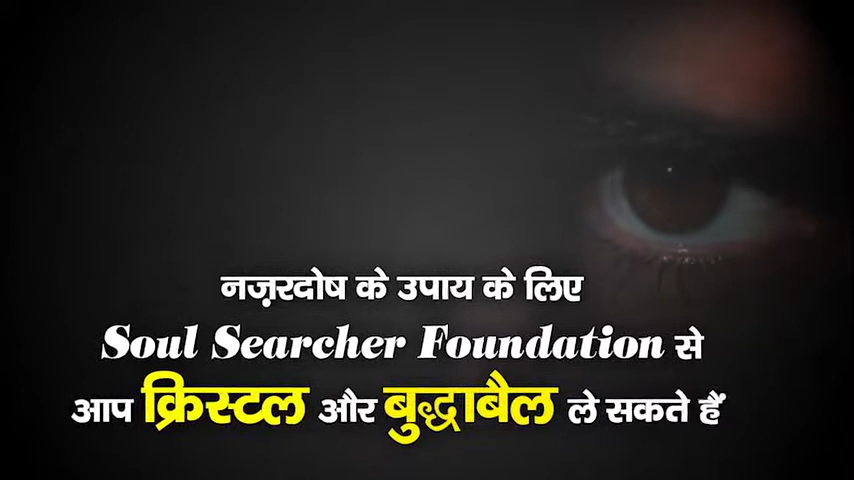 नज़रदोष के उपाय के लिए
Soul Searcher Foundation से
आप क्रिस्टल और बुद्धाबैल ले सकते हैं